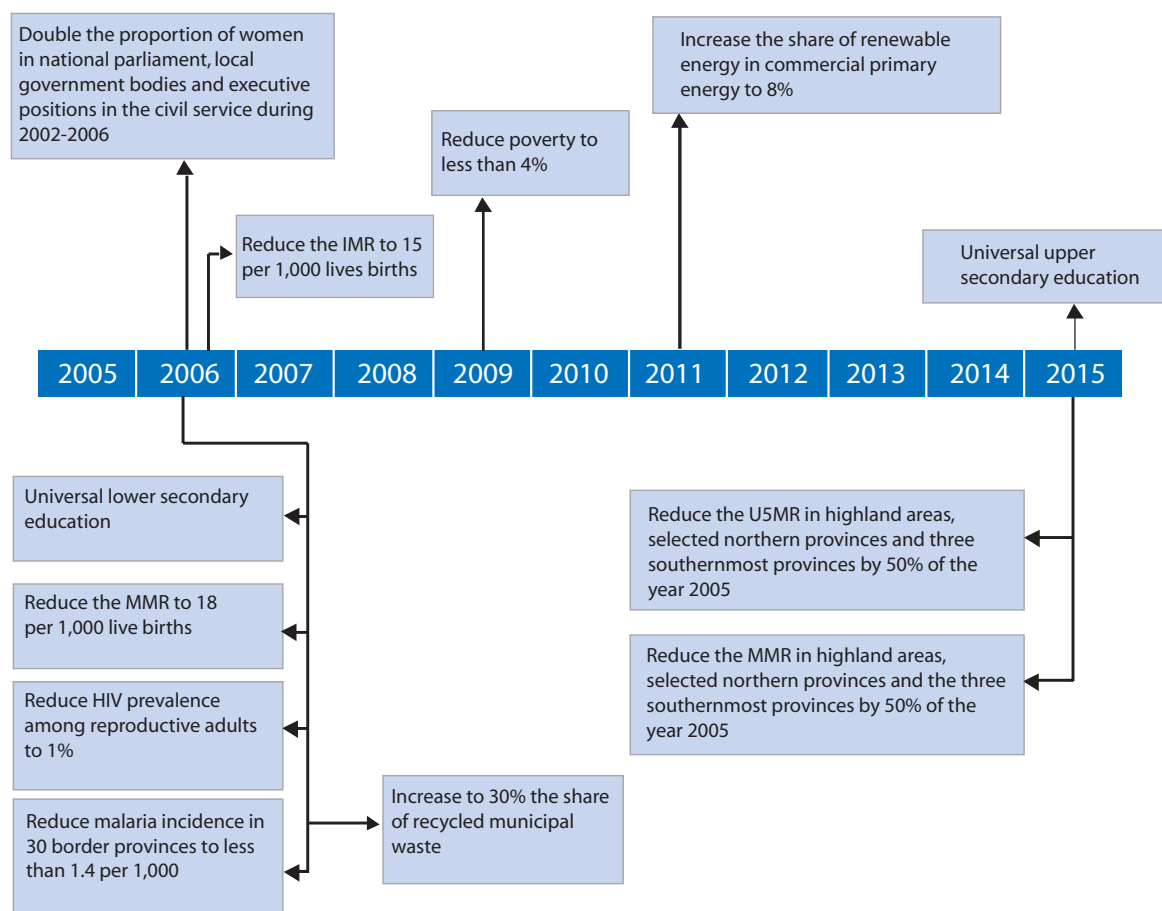 Double the proportion of women
in national parliament, local
government bodies and executive
positions in the civil service during
2002-2006
Increase the share of renewable
energy in commercial primary
energy to 8%
Reduce poverty to
less than 4%
Reduce the IMR to 15
per 1,000 lives births
Universal upper
secondary education
2005 2006 2007 2008 2009 2010 2011 2012 2013 2014 2015
Universal lower secondary
education
Reduce the MMR to 18
per 1,000 live births
Reduce HIV prevalence
among reproductive adults
to 1%
Reduce malaria incidence in
30 border provinces to less
than 1.4 per 1,000
Increase to 30% the share
of recycled municipal
waste
Reduce the U5MR in highland areas,
selected northern provinces and three
southernmost provinces by 50% of the
year 2005
Reduce the MMR in highland areas,
selected northern provinces and the three
southernmost provinces by 50% of the
year 2005